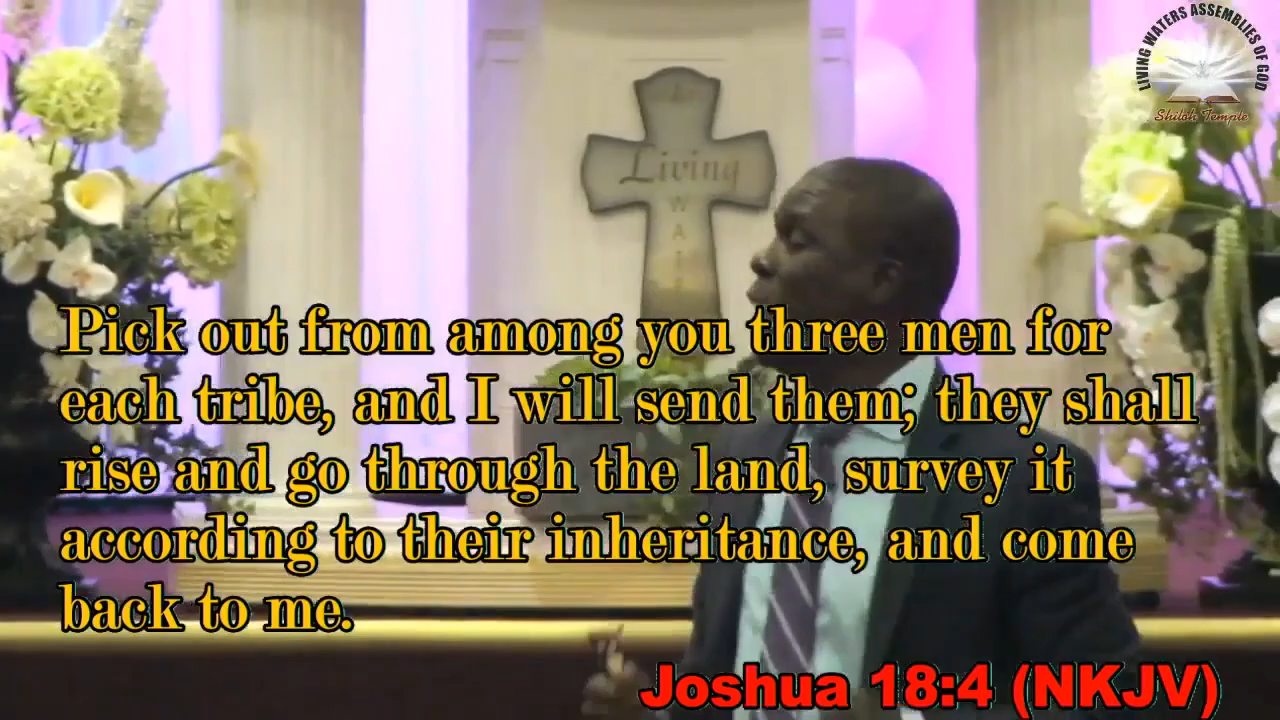 LIVING WATERS ASSEMBLIES OF GOD
Shiloh Temple
Living
WATE
Pick out from among you three men for
each tribe, and I will send them; they shall
rise and go through the land, survey it
according to their inheritance, and come
back to me.
Joshua 18:4 (NKJV)